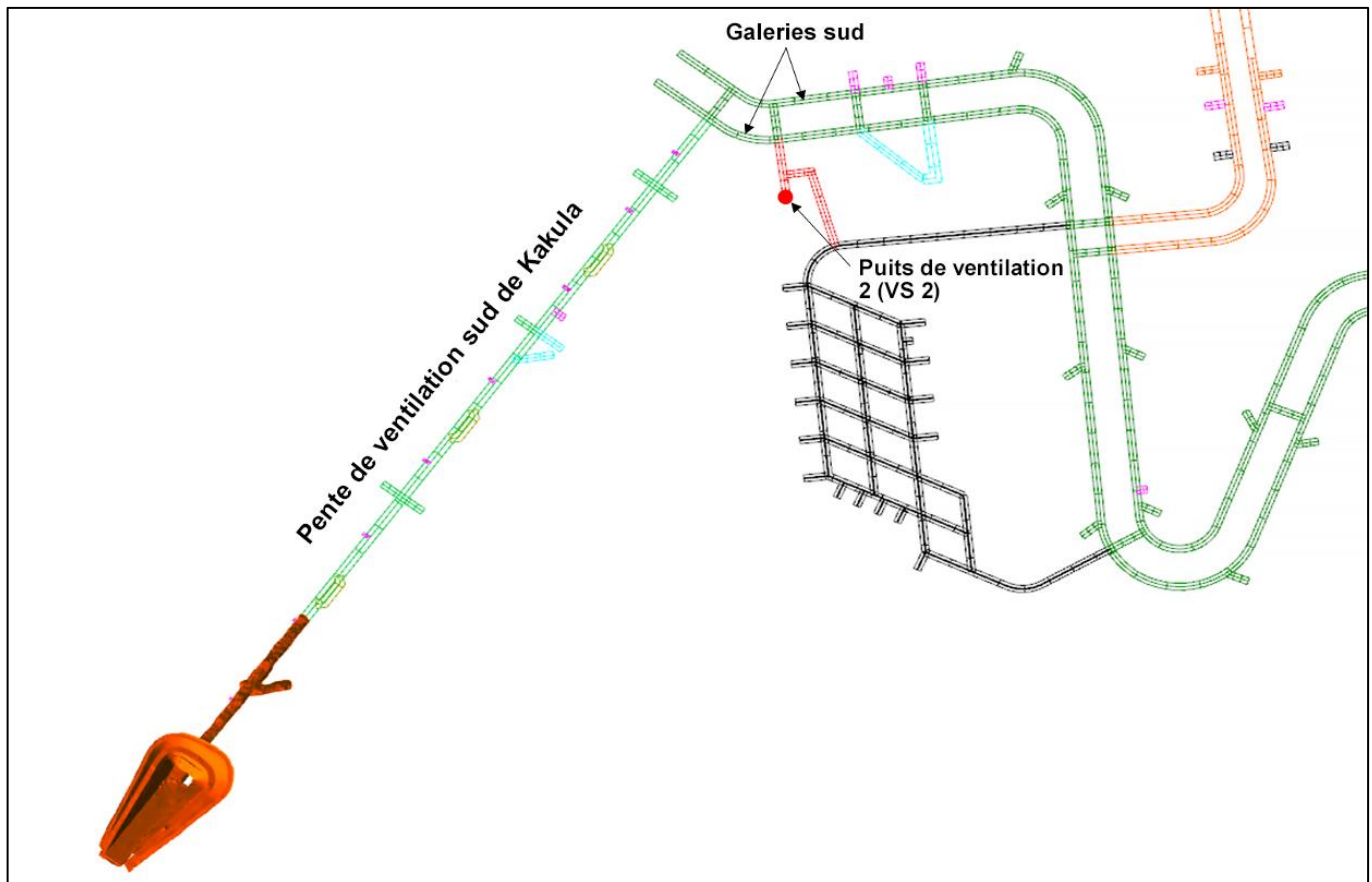 Galeries sud
Pente de ventilation sud de Kakula
Puits de ventilation
2 (VS 2)